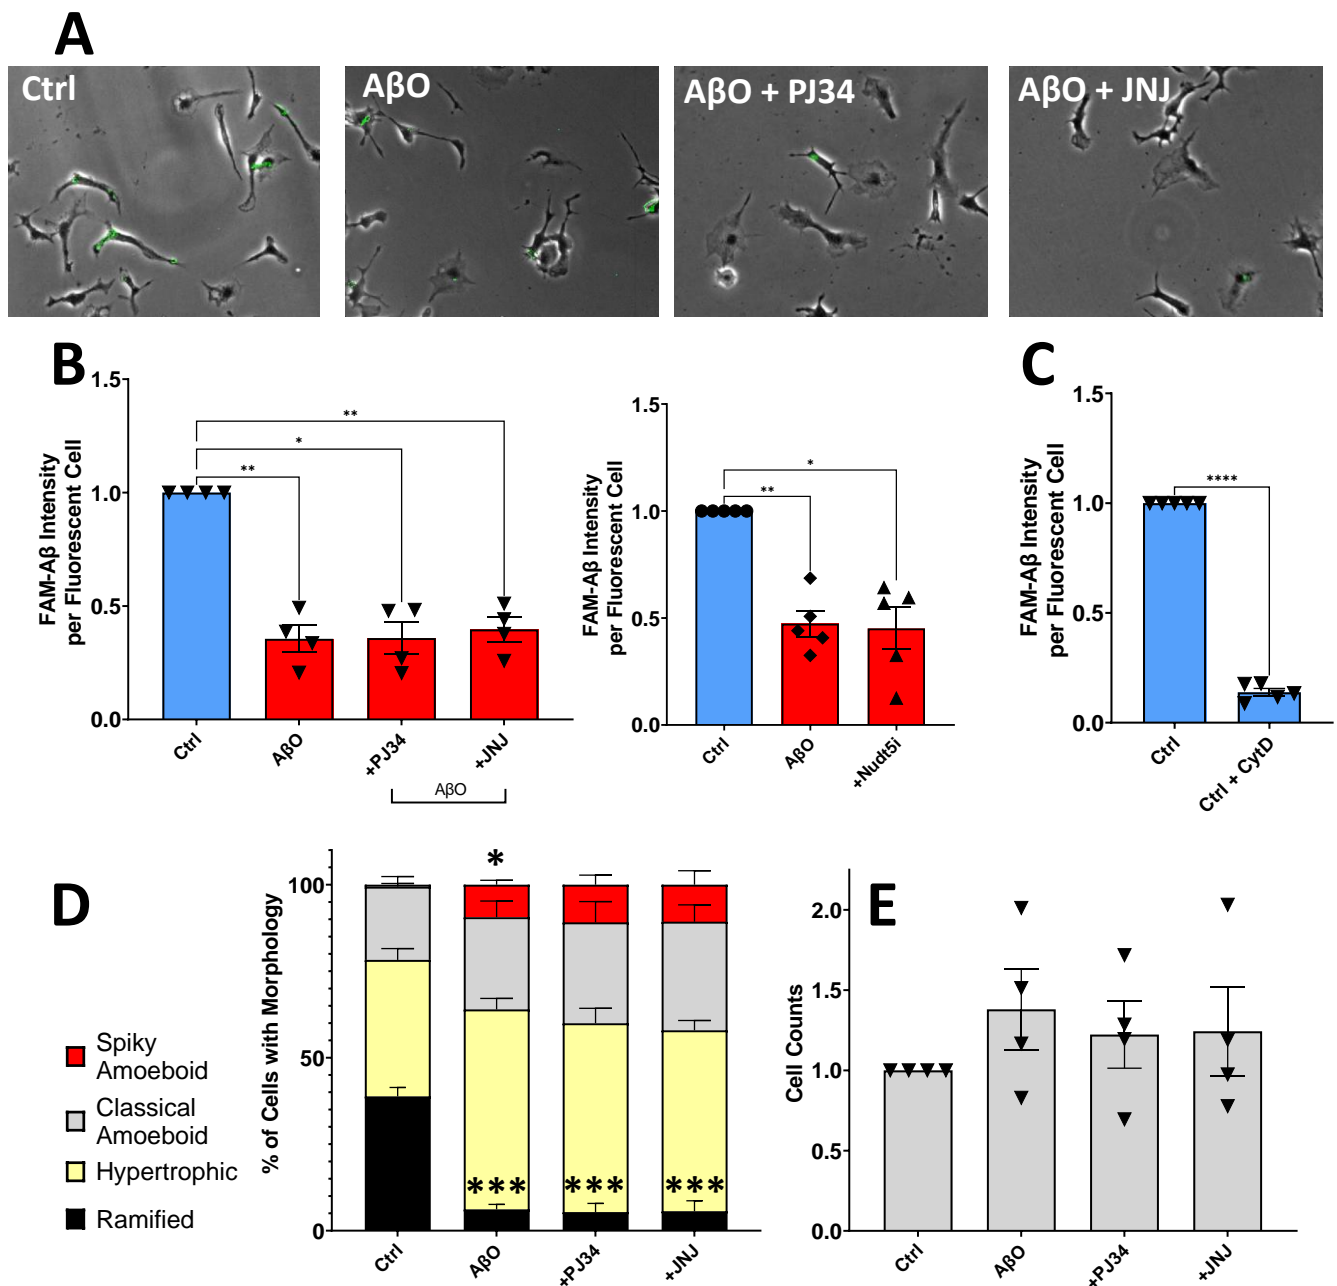 A
Ctrl
AβO
AβO + PJ34
AβO + JNJ
B
FAM-Aβ Intensity
per Fluorescent Cell
1.5
1.0
0.5
0.0
**
*
**
Ctrl
AβO
+PJ34
+JNJ
AβO
FAM-Aβ Intensity
per Fluorescent Cell
1.5
1.0
0.5
0.0
*
**
Ctrl
AβO
+Nudt5i
C
FAM-Aβ Intensity
per Fluorescent Cell
1.5
1.0
0.5
0.0
****
Ctrl
Ctrl + CytD
D
Spiky
Amoeboid
Classical
Amoeboid
Hypertrophic
Ramified
% of Cells with Morphology
100
50
0
*
***
***
***
Ctrl
AβO
+PJ34
+JNJ
E
Cell Counts
2.0
1.5
1.0
0.5
0.0
Ctrl
AβO
+PJ34
+JNJ